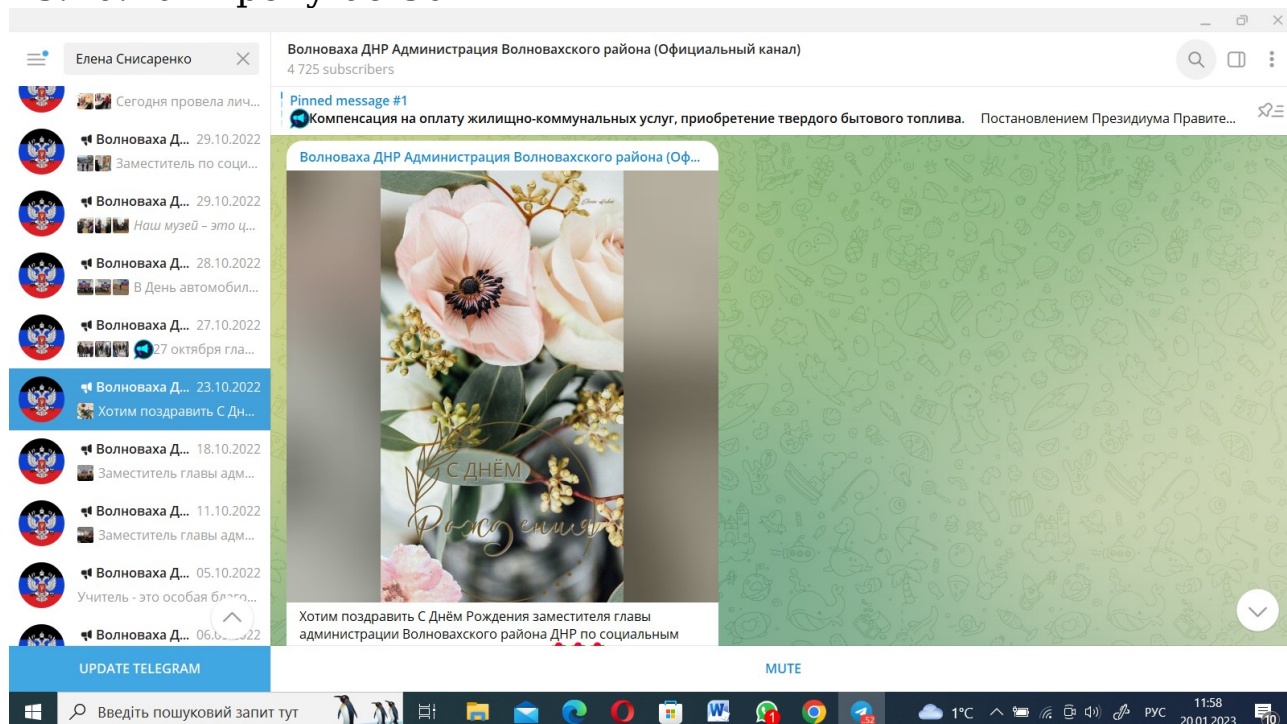 Елена Снисаренко
Сегодня провела лич...
Волноваха Д... 29.10.2022
Заместитель по соци...
Волноваха Д... 29.10.2022
Наш музей – это ц...
Волноваха Д... 28.10.2022
В День автомобил...
Волноваха Д... 27.10.2022
27 октября гла...
Волноваха Д... 23.10.2022
Хотим поздравить С Дн...
Волноваха Д... 18.10.2022
Заместитель главы адм...
Волноваха Д... 11.10.2022
Заместитель главы адм...
Волноваха Д... 05.10.2022
Учитель - это особая
Волноваха Д...
UPDATE TELEGRAM
Волноваха ДНР Администрация Волновахского района (Официальный канал)
4 725 subscribers
Pinned message #1
Компенсация на оплату жилищно-коммунальных услуг, приобретение твердого бытового топлива. Постановлением Президиума Правите...
Волноваха ДНР Администрация Волновахского района (Оф...
С ДНЁМ
Рождения
Хотим поздравить С Днём Рождения заместителя главы
администрации Волновахского района ДНР по социальным
MUTE
Введіть пошуковий запит тут
52
1°C
РУС
11:58
20.01.2023